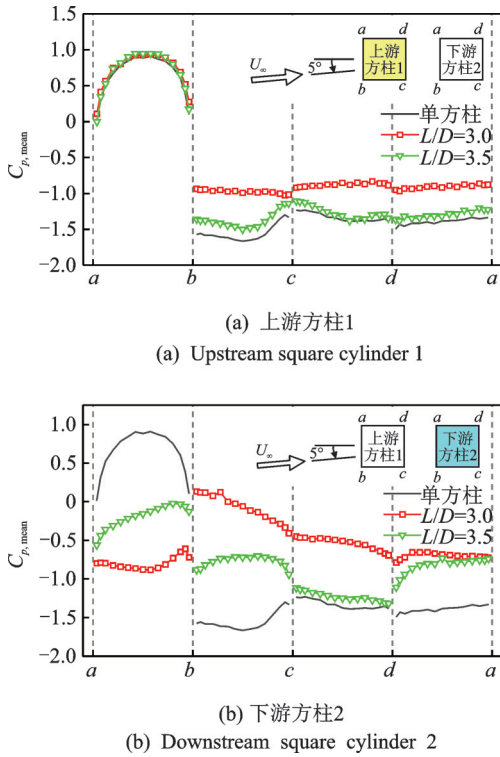 a
d
上游
方柱1
下游
方柱2
b
c
U∞
5°
单方柱
L/D=3.0
L/D=3.5
1.5
1.0
0.5
0
−0.5
−1.0
−1.5
−2.0
Cp, mean
a
b
c
d
a
(a) 上游方柱1
(a) Upstream square cylinder 1
a
d
a
d
上游
方柱1
下游
方柱2
b
c
b
c
U∞
5°
单方柱
L/D=3.0
L/D=3.5
1.0
0.5
0
−0.5
−1.0
−1.5
−2.0
Cp, mean
a
b
c
d
a
(b) 下游方柱2
(b) Downstream square cylinder 2